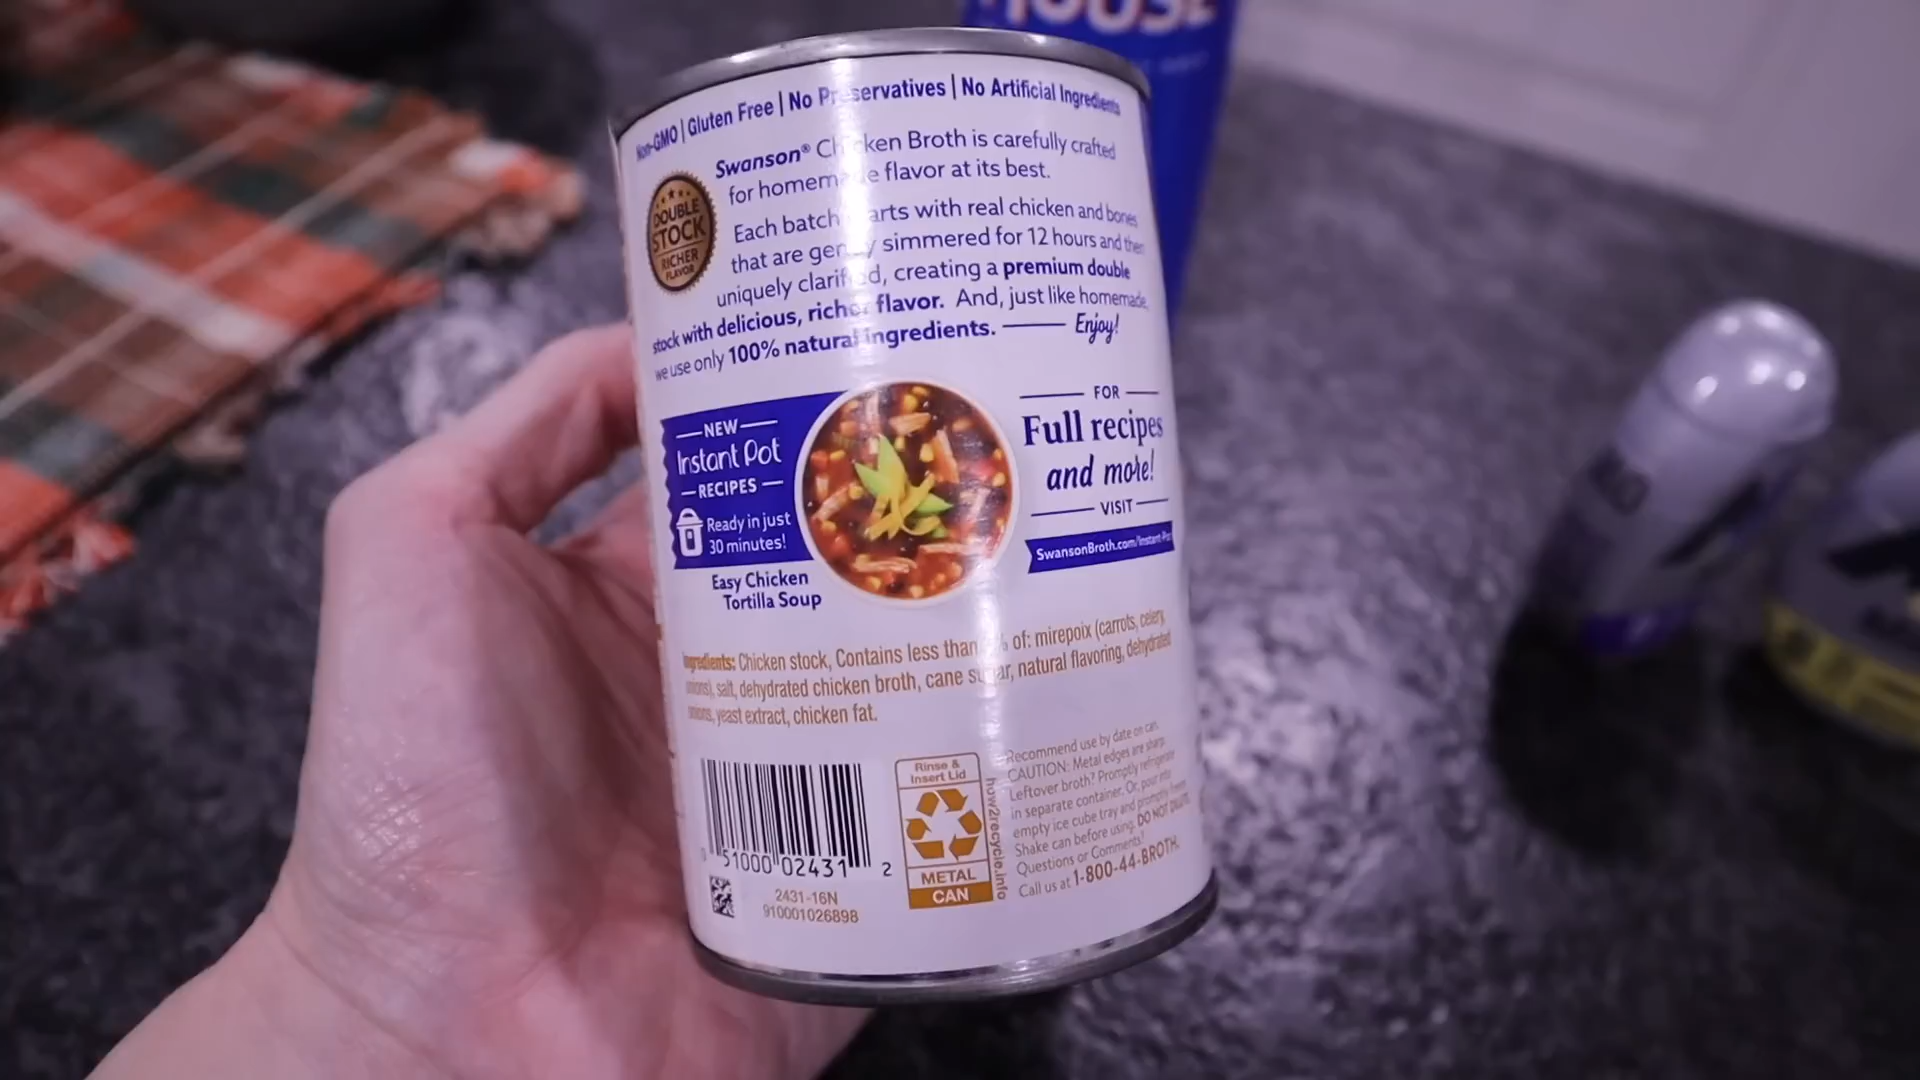 Non-GMO | Gluten Free | No Preservatives | No Artificial Ingredients
Swanson® Chicken Broth is carefully crafted
for homemade flavor at its best.
DOUBLE
STOCK
RICHER
FLAVOR
Each batch starts with real chicken and bones
that are gently simmered for 12 hours and then
uniquely clarified, creating a premium double
stock with delicious, richer flavor. And, just like homemade,
we use only 100% natural ingredients. Enjoy!
NEW
Instant Pot
RECIPES
Ready in just
30 minutes!
Easy Chicken
Tortilla Soup
FOR
Full recipes
and more!
VISIT
SwansonBroth.com/Instant-Pot
Ingredients: Chicken stock, Contains less than % of: mirepoix (carrots, celery,
onions), salt, dehydrated chicken broth, cane sugar, natural flavoring, dehydrated
onions, yeast extract, chicken fat.
0 51000 02431 2
2431-16N
910001026898
Rinse &
Insert Lid
METAL
CAN
how2recycle.info
Recommend use by date on can.
CAUTION: Metal edges are sharp.
Leftover broth? Promptly refrigerate
in separate container. Or, pour into
empty ice cube tray and promptly freeze.
Shake can before using. DO NOT DILUTE.
Questions or Comments?
Call us at 1-800-44-BROTH.